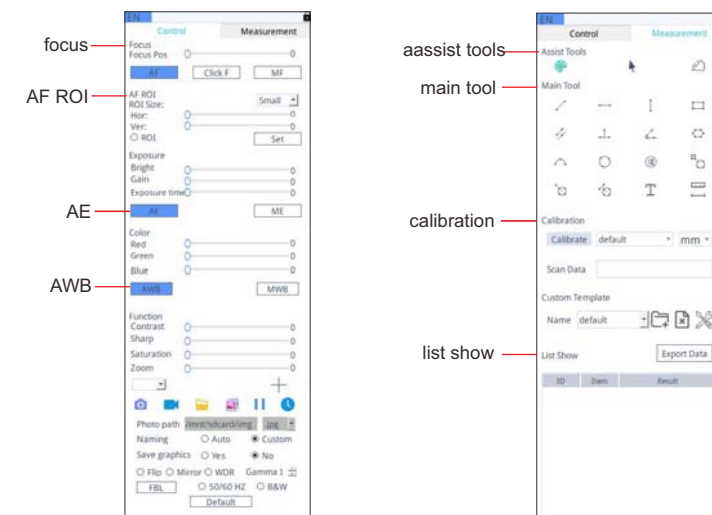 EN
Control Measurement
focus
Focus
Focus Pos 0
AF Click F MF
AF ROI
AF ROI
ROI Size: Small
Hor: 0
Ver: 0
ROI Set
Exposure
Bright 0
Gain 0
Exposure time 0
AE
AE ME
Color
Red 0
Green 0
Blue 0
AWB
AWB MWB
Function
Contrast 0
Sharp 0
Saturation 0
Zoom 0
Photo path /mnt/sdcard/img .jpg
Naming Auto Custom
Save graphics Yes No
Flip Mirror WDR Gamma 1
FBL 50/60 HZ B&W
Default
EN
Control Measurement
aassist tools
Assist Tools
main tool
Main Tool
T
calibration
Calibration
Calibrate default mm
Scan Data
Custom Template
Name default
list show
List Show Export Data
ID Item Result